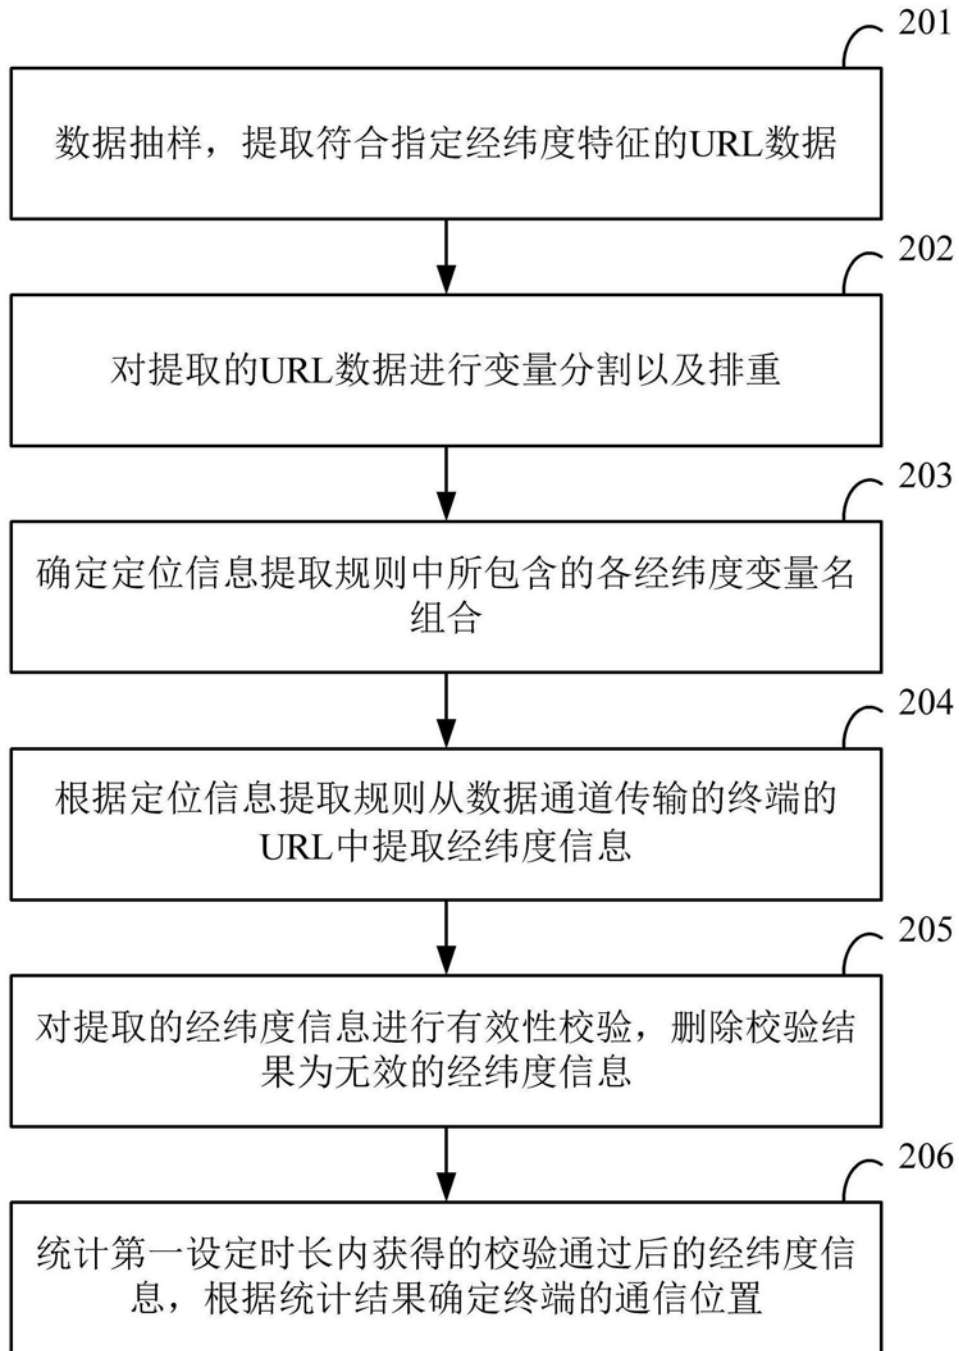 201
数据抽样，提取符合指定经纬度特征的URL数据
202
对提取的URL数据进行变量分割以及排重
203
确定定位信息提取规则中所包含的各经纬度变量名
组合
204
根据定位信息提取规则从数据通道传输的终端的
URL中提取经纬度信息
205
对提取的经纬度信息进行有效性校验，删除校验结
果为无效的经纬度信息
206
统计第一设定时长内获得的校验通过后的经纬度信
息，根据统计结果确定终端的通信位置